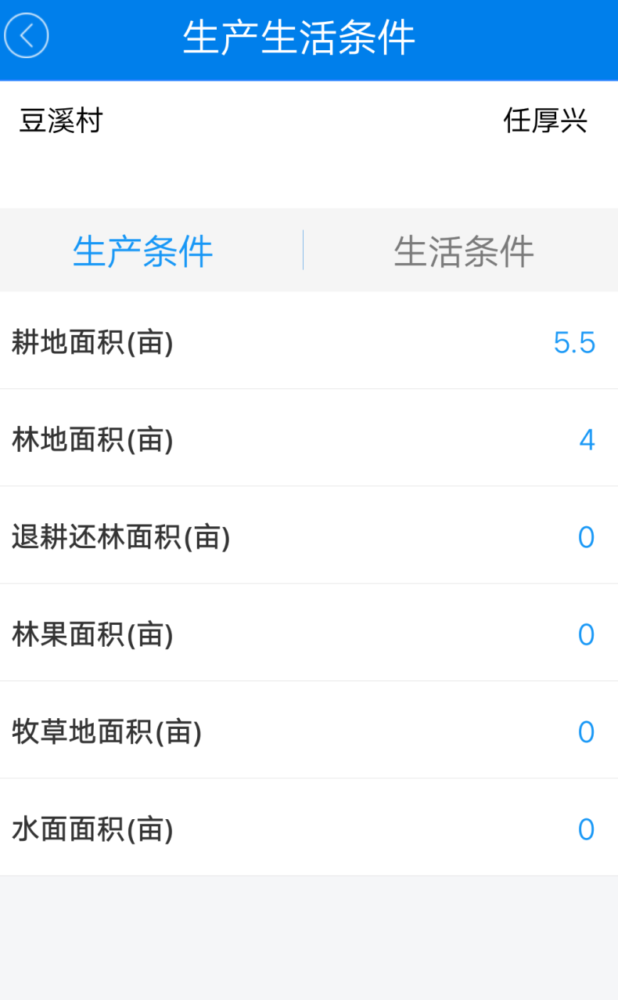 生产生活条件
豆溪村 任厚兴
生产条件 生活条件
耕地面积(亩) 5.5
林地面积(亩) 4
退耕还林面积(亩) 0
林果面积(亩) 0
牧草地面积(亩) 0
水面面积(亩) 0